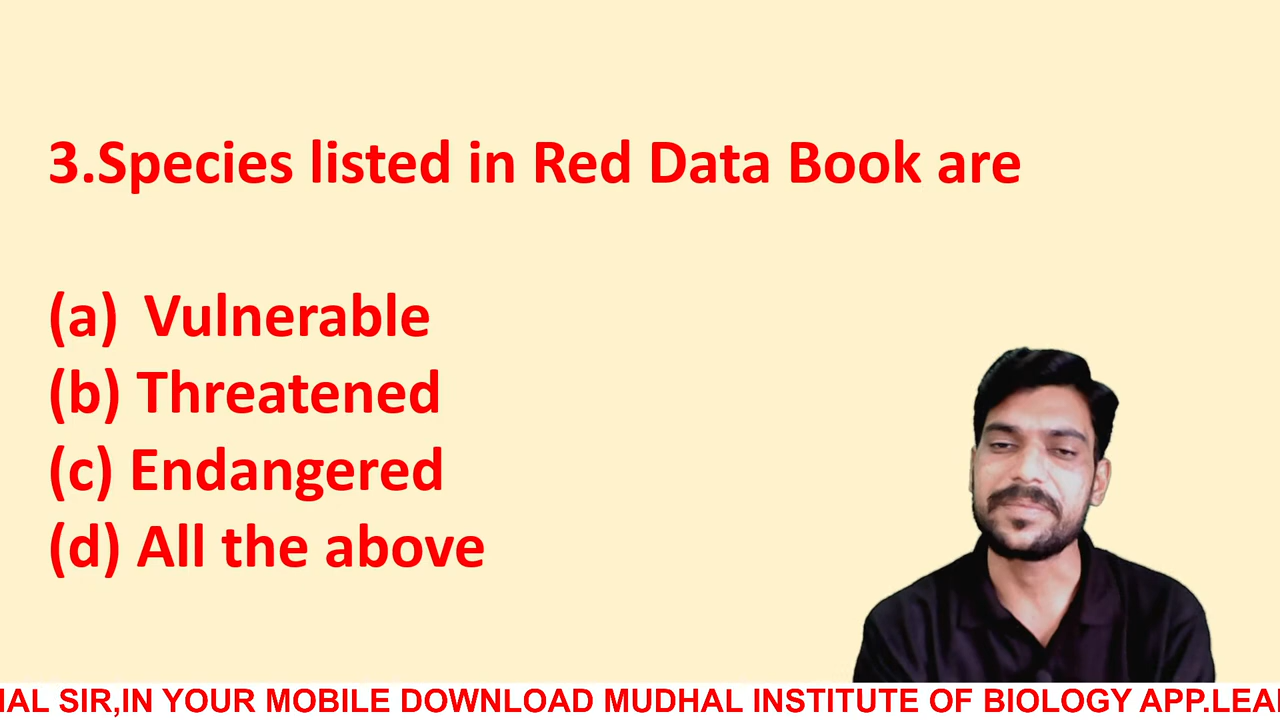 3.Species listed in Red Data Book are
(a) Vulnerable
(b) Threatened
(c) Endangered
(d) All the above
SIR,IN YOUR MOBILE DOWNLOAD MUDHAL INSTITUTE OF BIOLOGY APP.